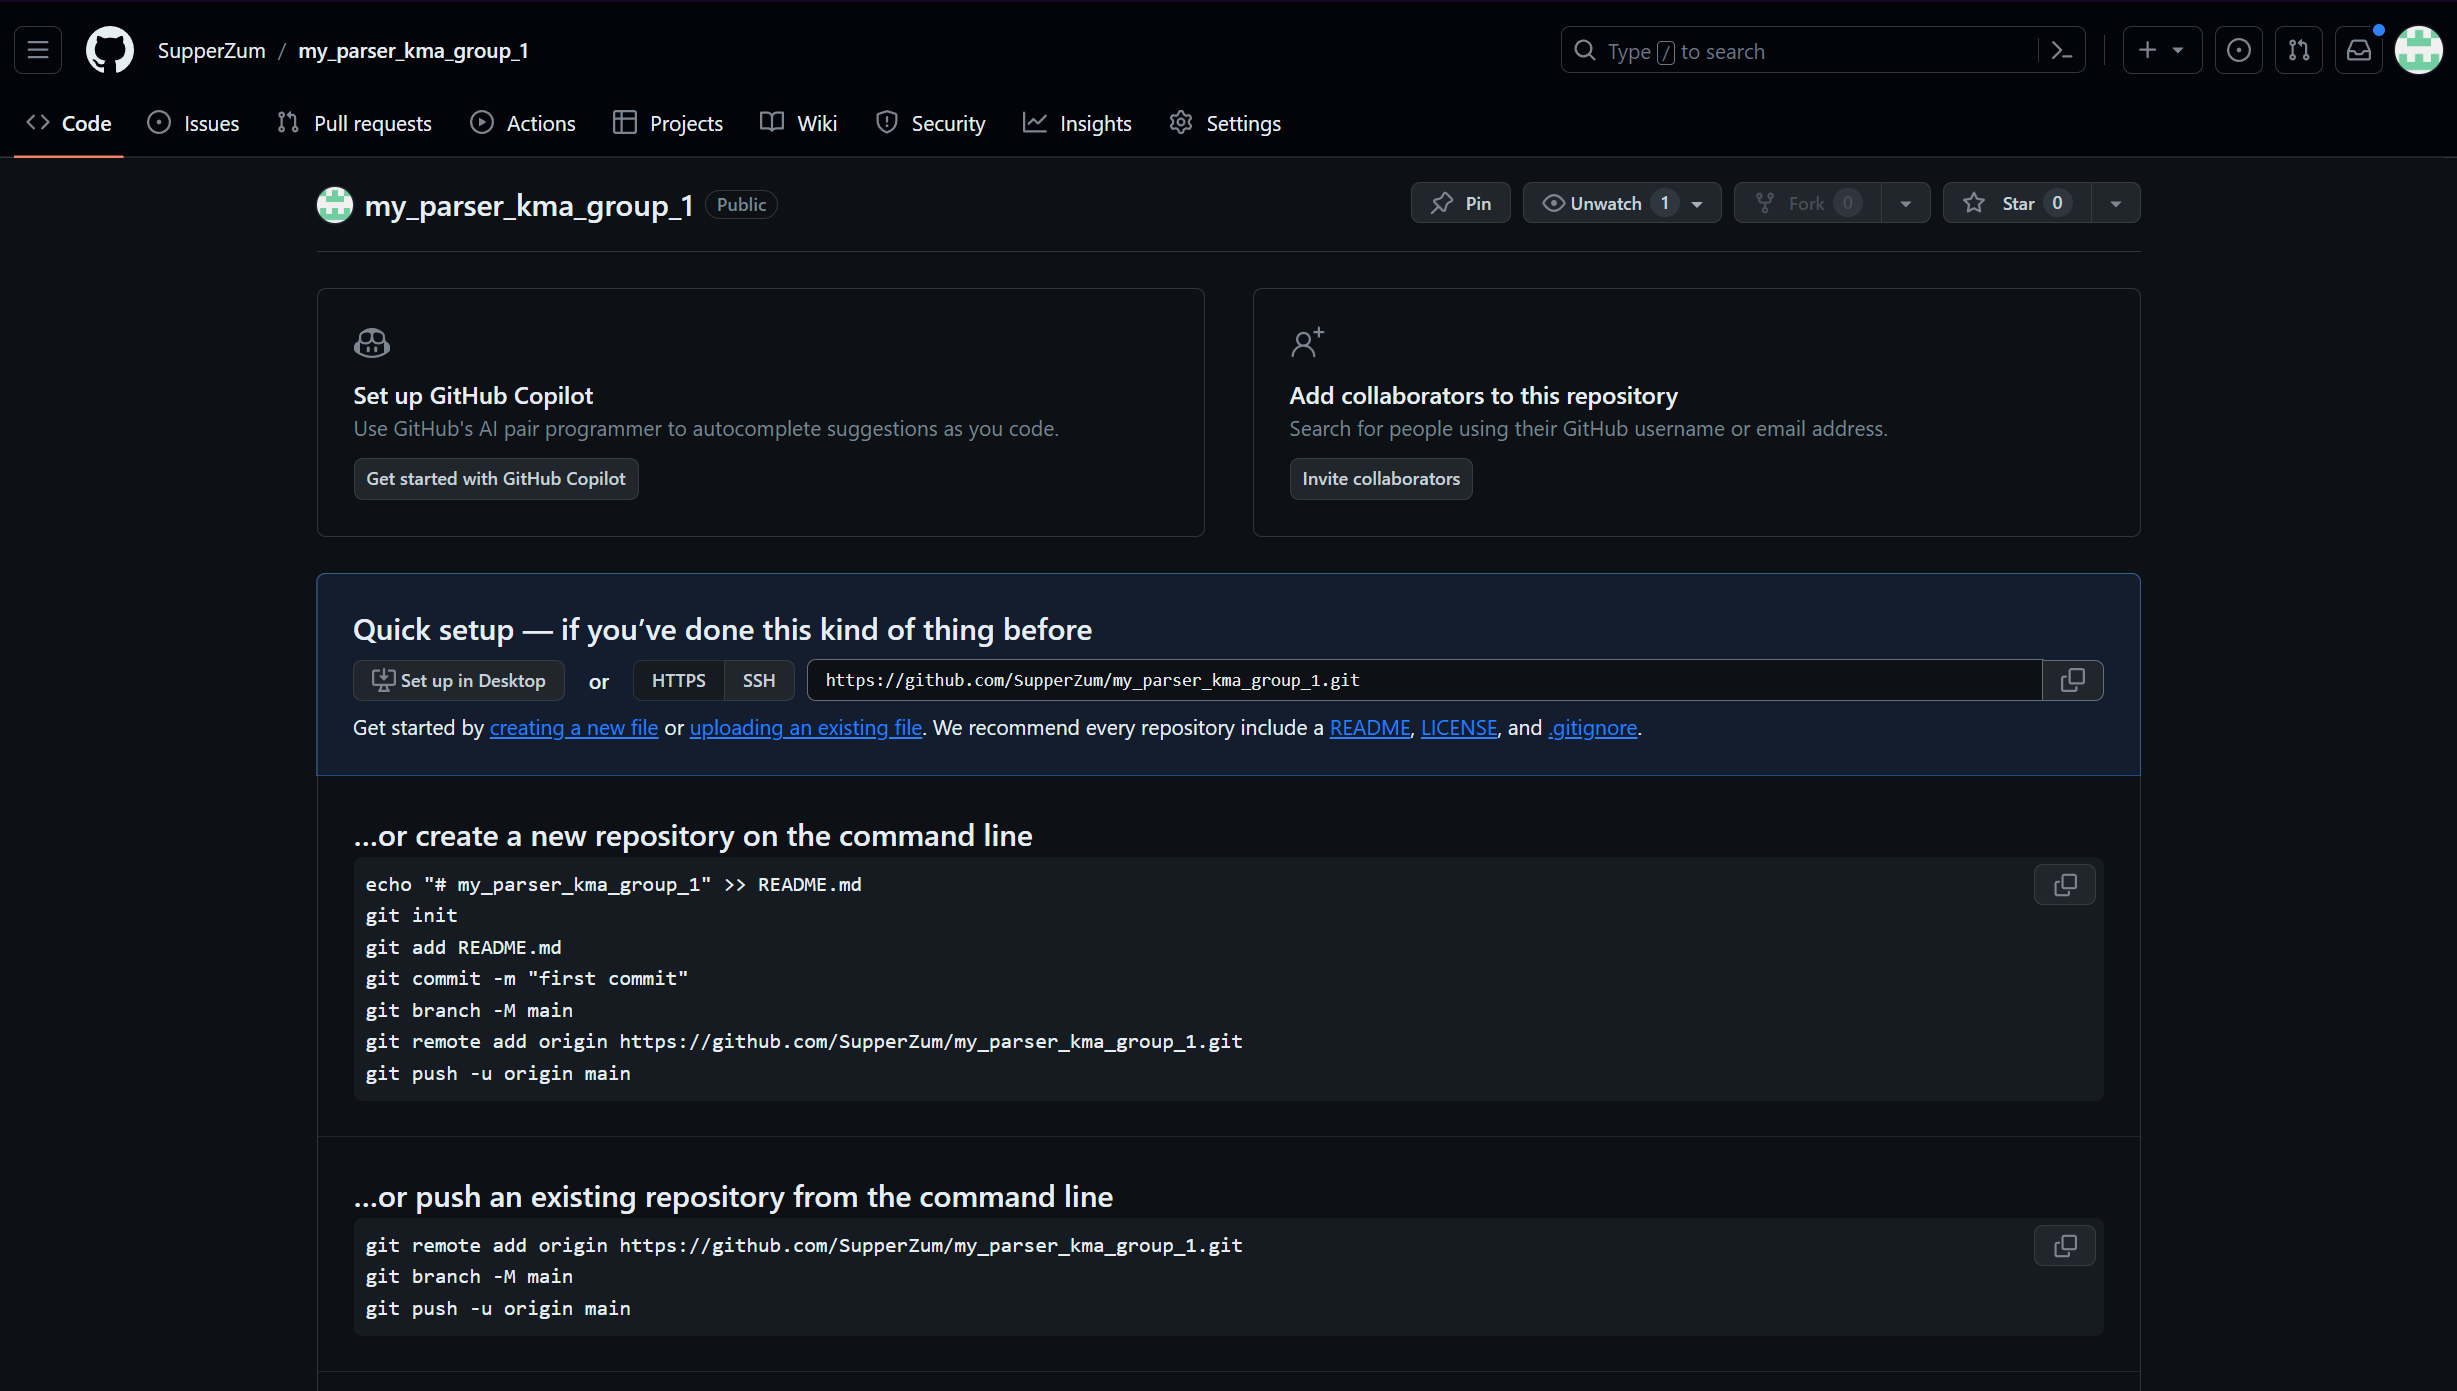 SupperZum / my_parser_kma_group_1
Type / to search
Code
Issues
Pull requests
Actions
Projects
Wiki
Security
Insights
Settings
my_parser_kma_group_1 Public
Pin
Unwatch 1
Fork 0
Star 0
Set up GitHub Copilot
Use GitHub's AI pair programmer to autocomplete suggestions as you code.
Get started with GitHub Copilot
Add collaborators to this repository
Search for people using their GitHub username or email address.
Invite collaborators
Quick setup — if you’ve done this kind of thing before
Set up in Desktop or HTTPS SSH https://github.com/SupperZum/my_parser_kma_group_1.git
Get started by creating a new file or uploading an existing file. We recommend every repository include a README, LICENSE, and .gitignore.
…or create a new repository on the command line
echo "# my_parser_kma_group_1" >> README.md
git init
git add README.md
git commit -m "first commit"
git branch -M main
git remote add origin https://github.com/SupperZum/my_parser_kma_group_1.git
git push -u origin main
…or push an existing repository from the command line
git remote add origin https://github.com/SupperZum/my_parser_kma_group_1.git
git branch -M main
git push -u origin main